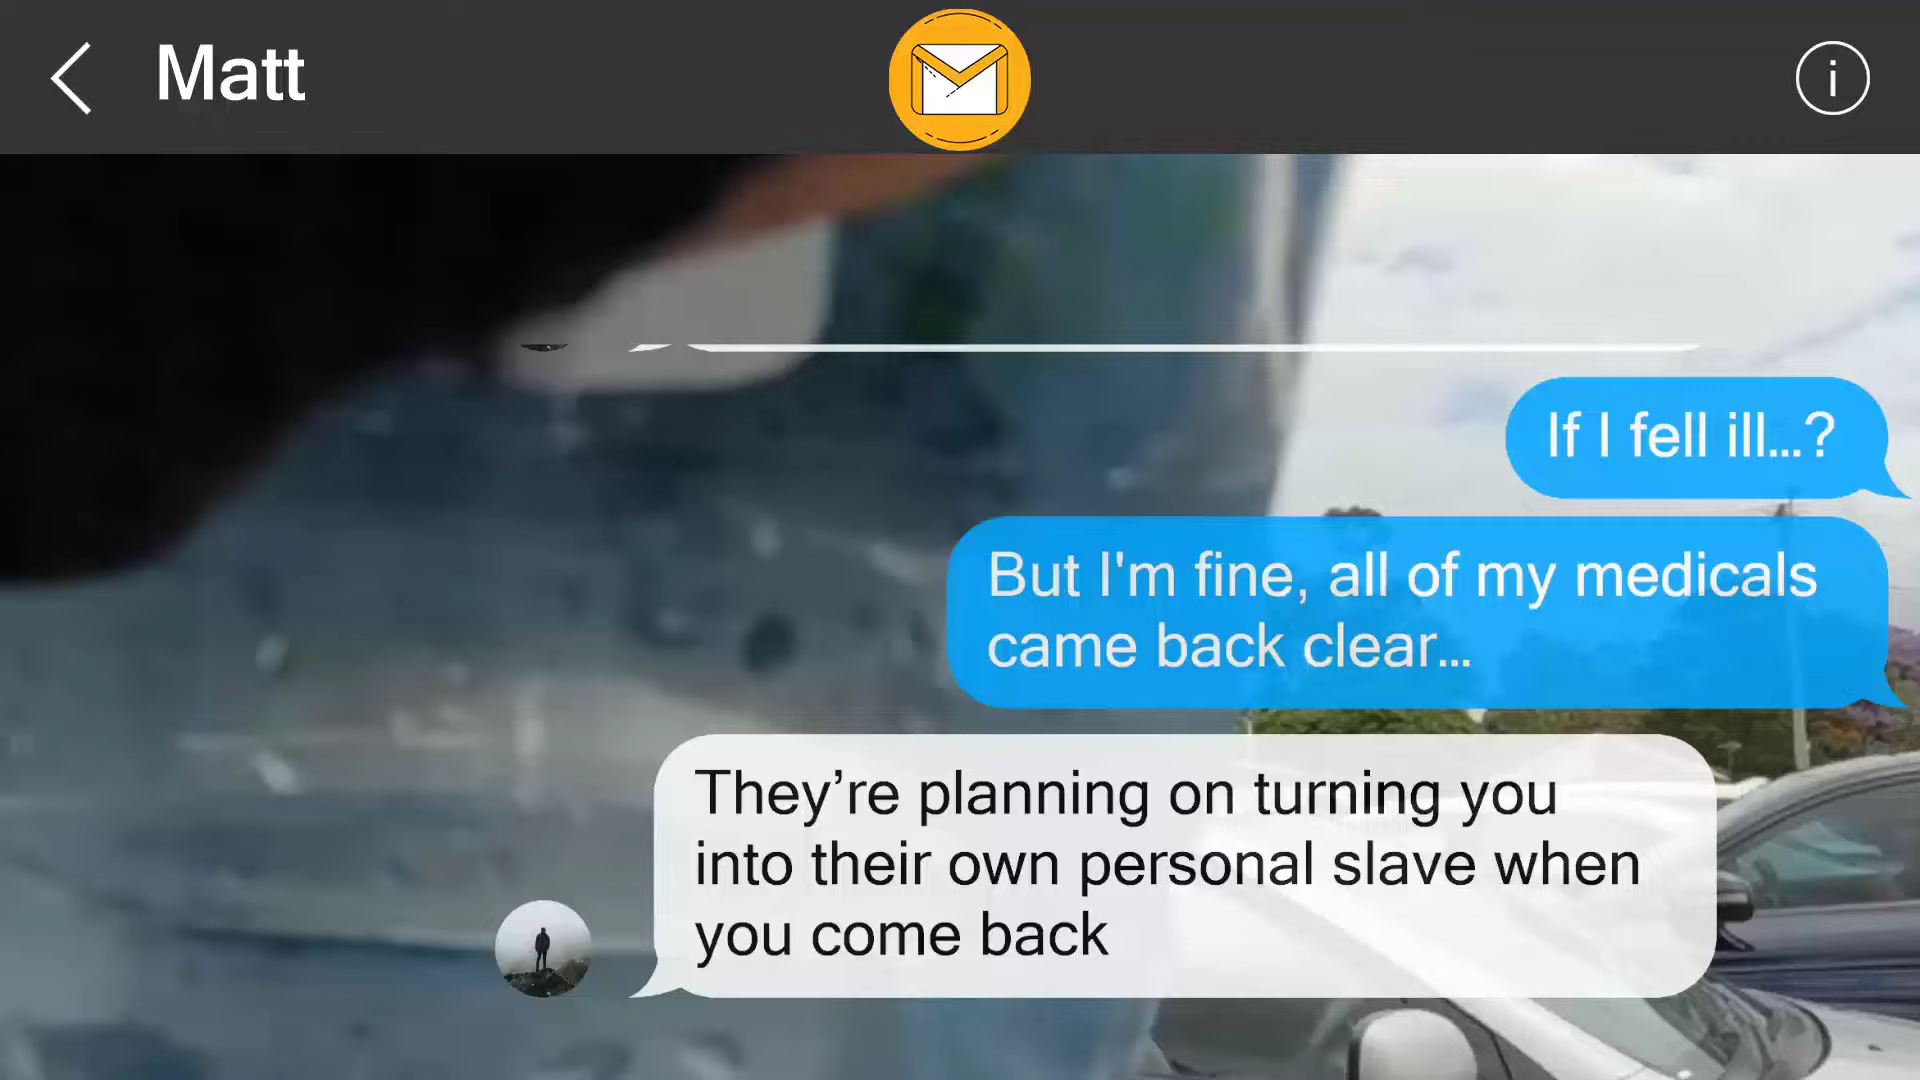 Matt
i
If I fell ill...?
But I'm fine, all of my medicals
came back clear...
They’re planning on turning you
into their own personal slave when
you come back